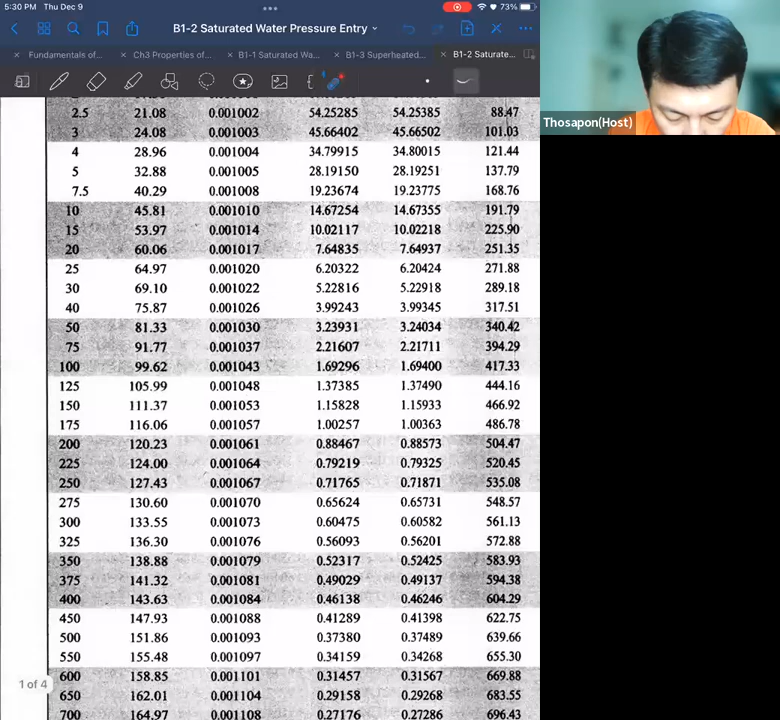 5:30 PM Thu Dec 9 73%
B1-2 Saturated Water Pressure Entry
Fundamentals of... Ch3 Properties of... B1-1 Saturated Wa... B1-3 Superheated... B1-2 Saturate...
2.5 21.08 0.001002 54.25285 54.25385 88.47
3 24.08 0.001003 45.66402 45.66502 101.03
4 28.96 0.001004 34.79915 34.80015 121.44
5 32.88 0.001005 28.19150 28.19251 137.79
7.5 40.29 0.001008 19.23674 19.23775 168.76
10 45.81 0.001010 14.67254 14.67355 191.79
15 53.97 0.001014 10.02117 10.02218 225.90
20 60.06 0.001017 7.64835 7.64937 251.35
25 64.97 0.001020 6.20322 6.20424 271.88
30 69.10 0.001022 5.22816 5.22918 289.18
40 75.87 0.001026 3.99243 3.99345 317.51
50 81.33 0.001030 3.23931 3.24034 340.42
75 91.77 0.001037 2.21607 2.21711 394.29
100 99.62 0.001043 1.69296 1.69400 417.33
125 105.99 0.001048 1.37385 1.37490 444.16
150 111.37 0.001053 1.15828 1.15933 466.92
175 116.06 0.001057 1.00257 1.00363 486.78
200 120.23 0.001061 0.88467 0.88573 504.47
225 124.00 0.001064 0.79219 0.79325 520.45
250 127.43 0.001067 0.71765 0.71871 535.08
275 130.60 0.001070 0.65624 0.65731 548.57
300 133.55 0.001073 0.60475 0.60582 561.13
325 136.30 0.001076 0.56093 0.56201 572.88
350 138.88 0.001079 0.52317 0.52425 583.93
375 141.32 0.001081 0.49029 0.49137 594.38
400 143.63 0.001084 0.46138 0.46246 604.29
450 147.93 0.001088 0.41289 0.41398 622.75
500 151.86 0.001093 0.37380 0.37489 639.66
550 155.48 0.001097 0.34159 0.34268 655.30
600 158.85 0.001101 0.31457 0.31567 669.88
650 162.01 0.001104 0.29158 0.29268 683.55
700 164.97 0.001108 0.27176 0.27286 696.43
1 of 4
Thosapon(Host)